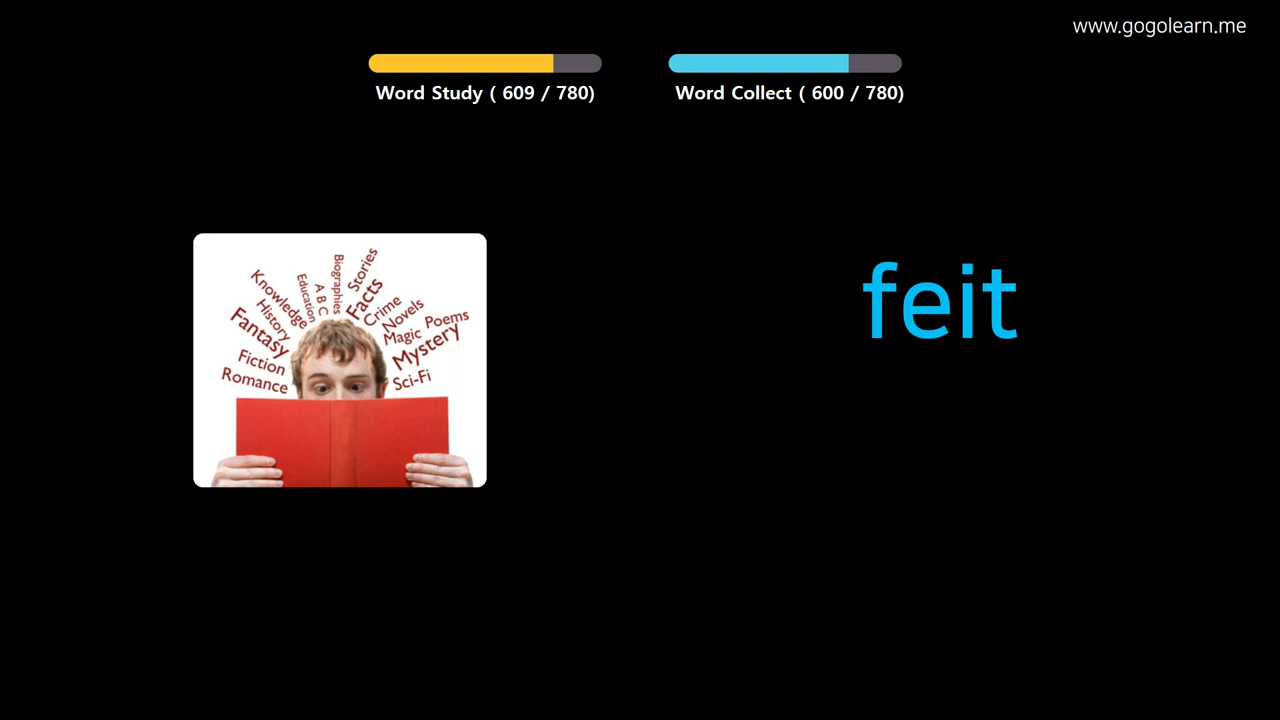 www.gogolearn.me
Word Study ( 609 / 780)
Word Collect ( 600 / 780)
feit
Knowledge
History
Fantasy
Fiction
Romance
Education
A B C
Biographies
Stories
Facts
Crime
Novels
Magic
Poems
Mystery
Sci-Fi